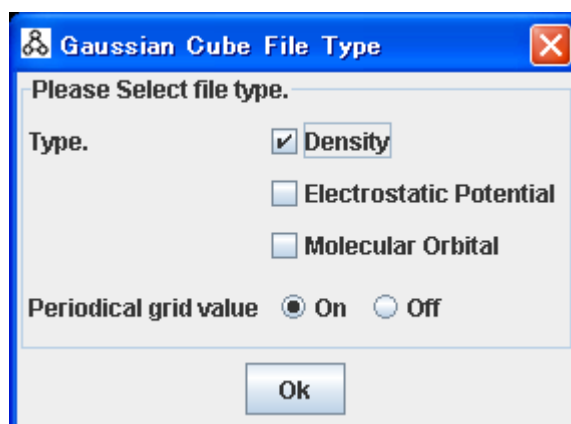 Gaussian Cube File Type
Please Select file type.
Type. Density
Electrostatic Potential
Molecular Orbital
Periodical grid value On Off
Ok